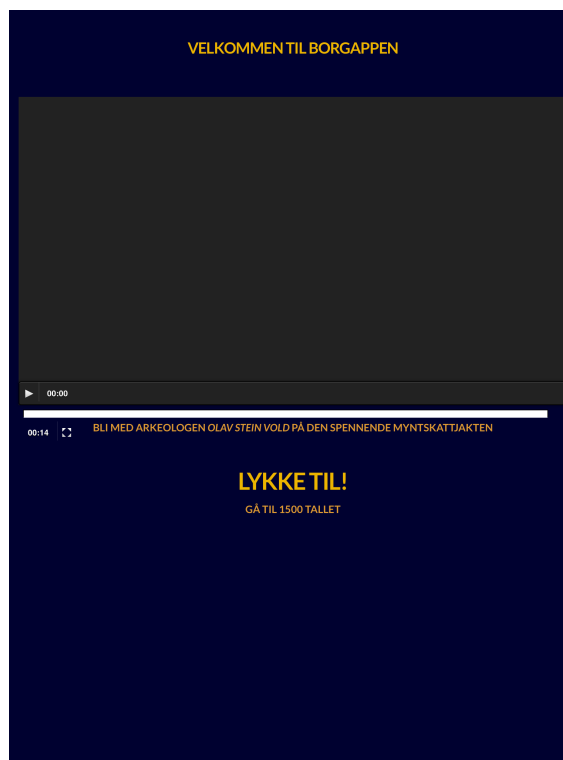 VELKOMMEN TIL BORGAPPEN
00:00
00:14
BLI MED ARKEOLOGEN OLAV STEIN VOLD PÅ DEN SPENNENDE MYNTSKATTJAKTEN
LYKKE TIL!
GÅ TIL 1500 TALLET